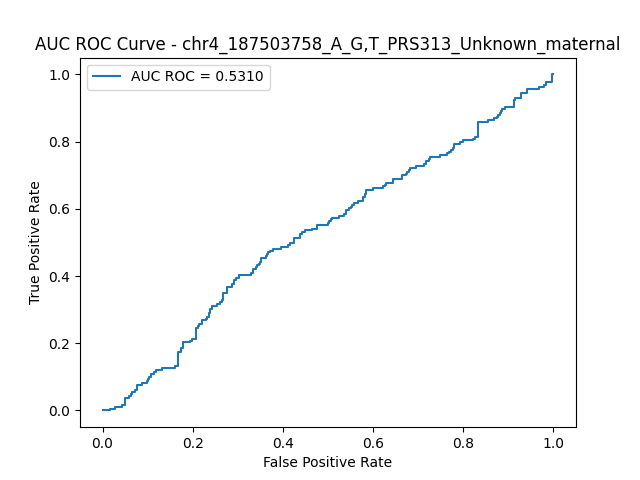 AUC ROC Curve - chr4_187503758_A_G,T_PRS313_Unknown_maternal
AUC ROC = 0.5310
1.0
0.8
0.6
0.4
0.2
0.0
True Positive Rate
0.0 0.2 0.4 0.6 0.8 1.0
False Positive Rate